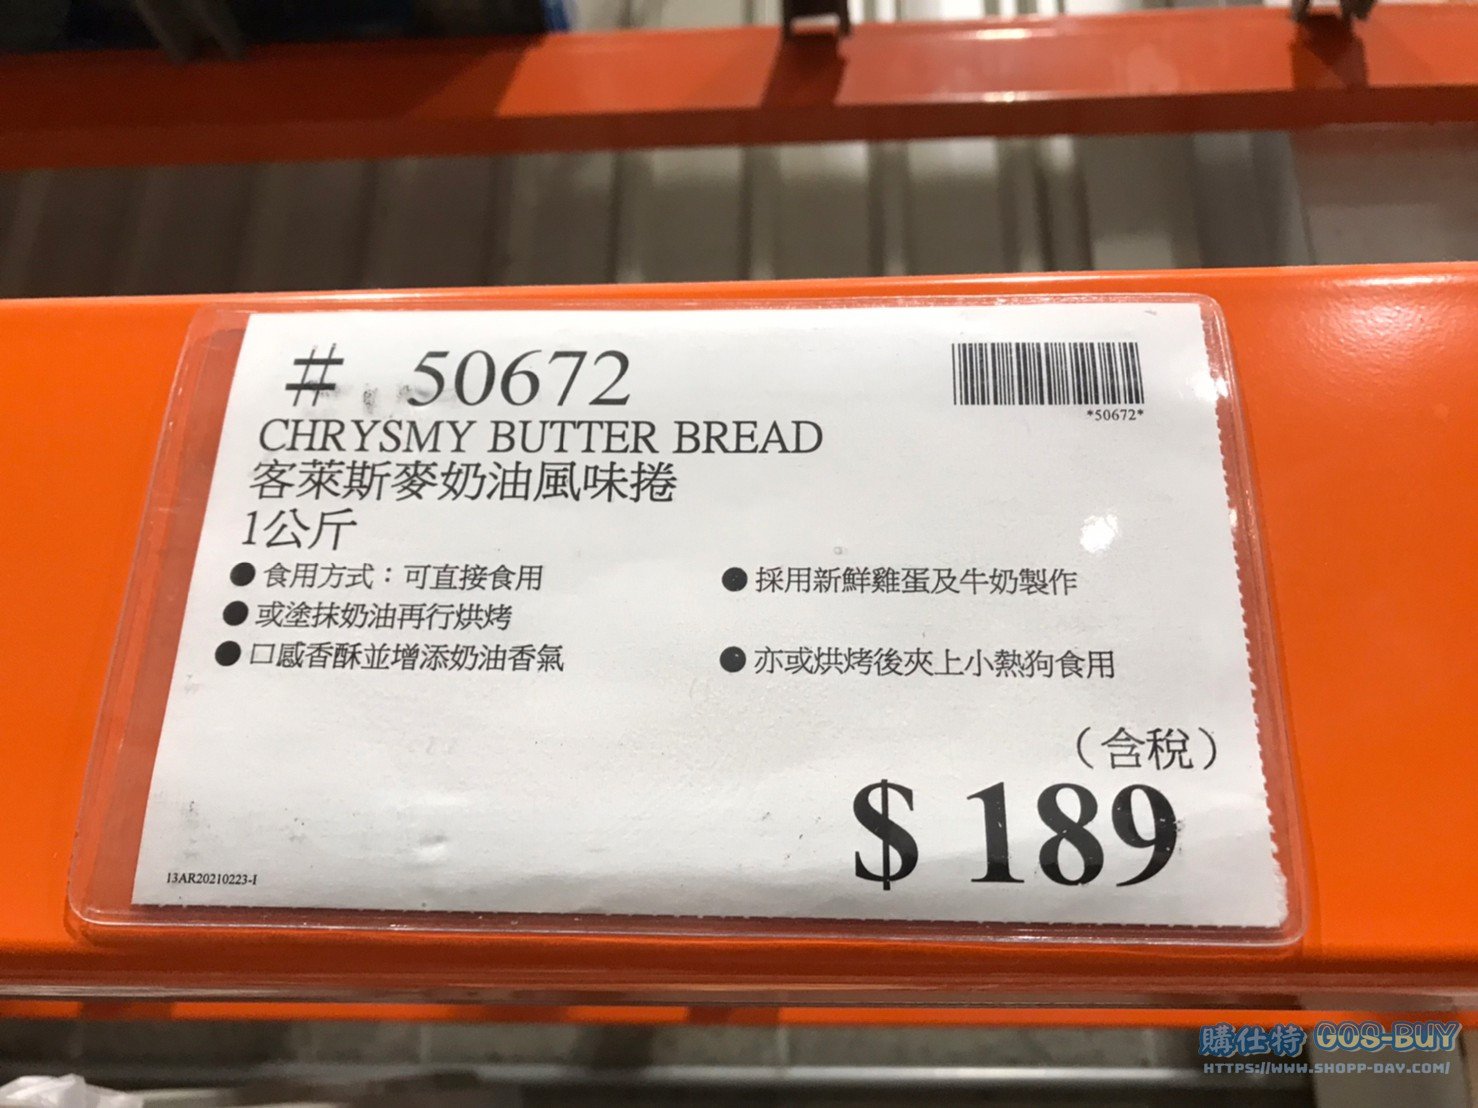 # 50672
*50672*
CHRYSMY BUTTER BREAD
客萊斯麥奶油風味捲
1公斤
●食用方式：可直接食用
●採用新鮮雞蛋及牛奶製作
●或塗抹奶油再行烘烤
●口感香酥並增添奶油香氣
●亦或烘烤後夾上小熱狗食用
（含稅）
$ 189
13AR20210223-1
購仕特 GOS-BUY
HTTPS://WWW.SHOPP-DAY.COM/